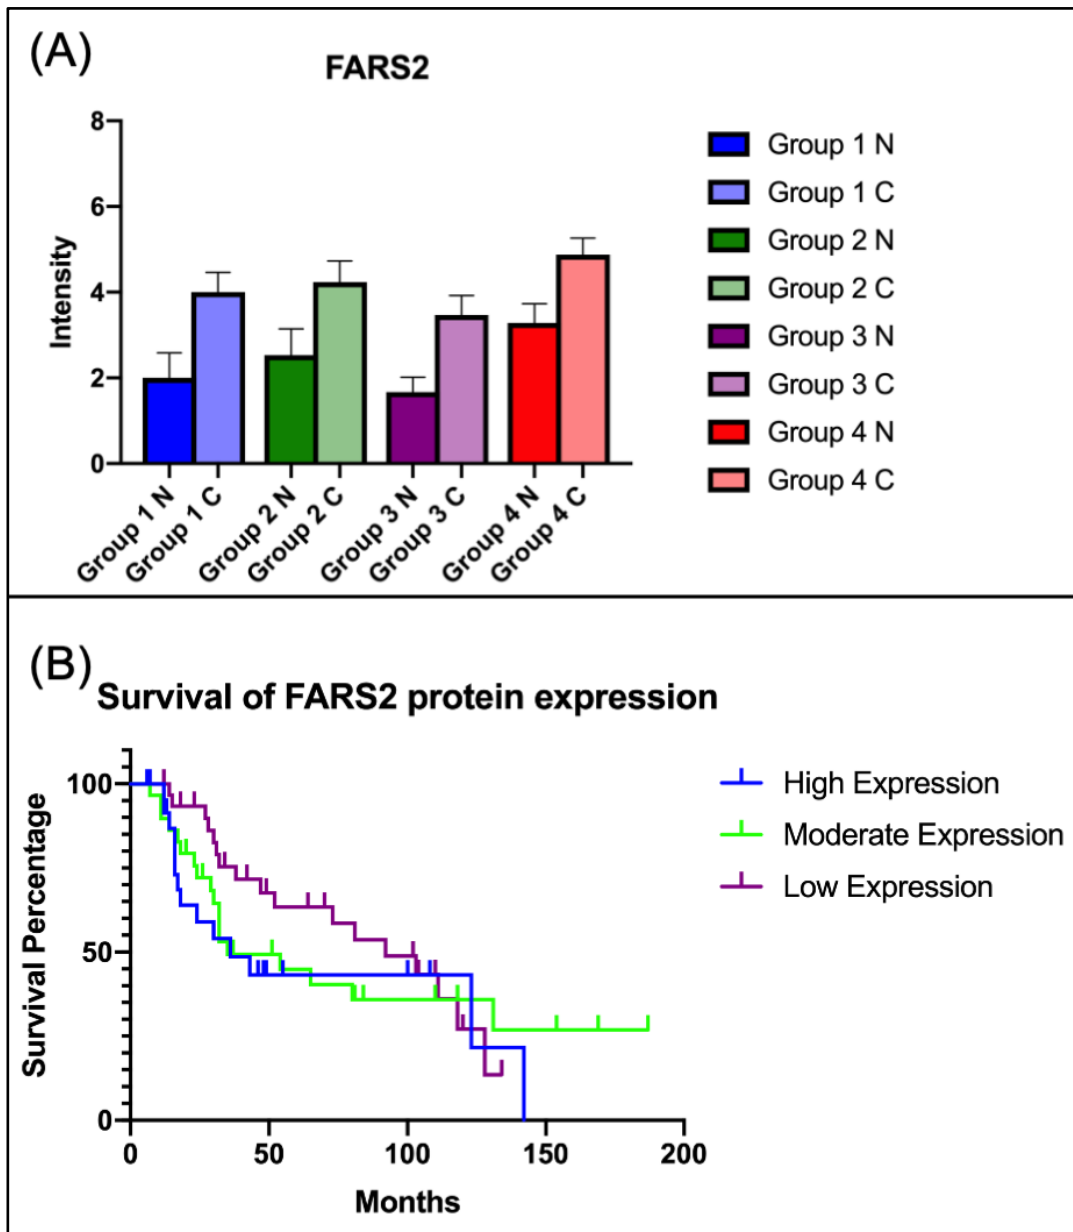 (A)
FARS2
8
6
4
2
0
Intensity
Group 1 N
Group 1 C
Group 2 N
Group 2 C
Group 3 N
Group 3 C
Group 4 N
Group 4 C
Group 1 N
Group 1 C
Group 2 N
Group 2 C
Group 3 N
Group 3 C
Group 4 N
Group 4 C
(B)
Survival of FARS2 protein expression
100
50
0
Survival Percentage
0 50 100 150 200
Months
High Expression
Moderate Expression
Low Expression